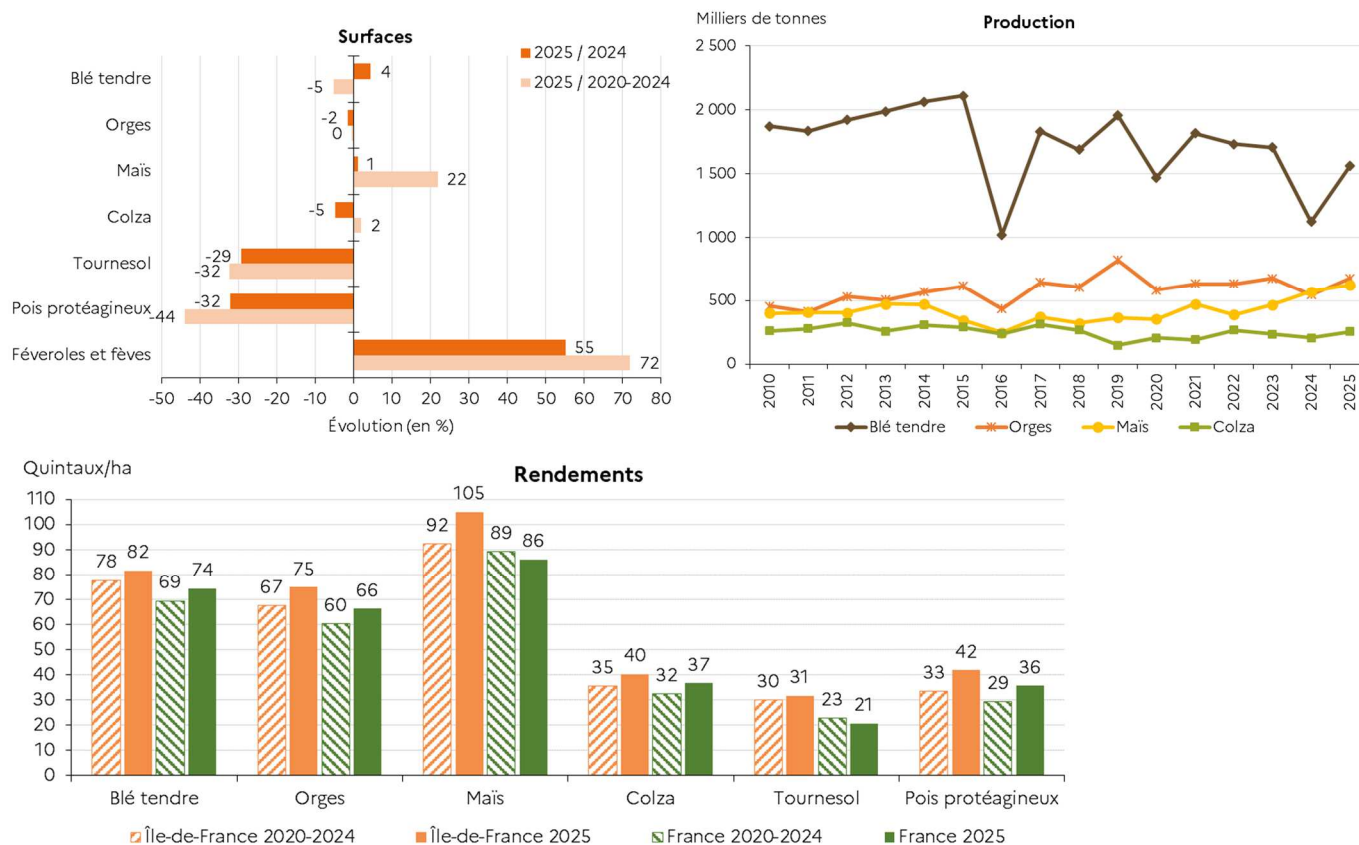 Surfaces
2025 / 2024
2025 / 2020-2024
Blé tendre
4
-5
Orges
-2
0
Maïs
1
22
Colza
-5
2
Tournesol
-29
-32
Pois protéagineux
-32
-44
Féveroles et fèves
55
72
-50 -40 -30 -20 -10 0 10 20 30 40 50 60 70 80
Évolution (en %)
Milliers de tonnes
Production
2 500
2 000
1 500
1 000
500
0
2010 2011 2012 2013 2014 2015 2016 2017 2018 2019 2020 2021 2022 2023 2024 2025
Blé tendre Orges Maïs Colza
Quintaux/ha
Rendements
110
100
90
80
70
60
50
40
30
20
10
0
78 82 69 74
67 75 60 66
92 105 89 86
35 40 32 37
30 31 23 21
33 42 29 36
Blé tendre Orges Maïs Colza Tournesol Pois protéagineux
Île-de-France 2020-2024 Île-de-France 2025 France 2020-2024 France 2025